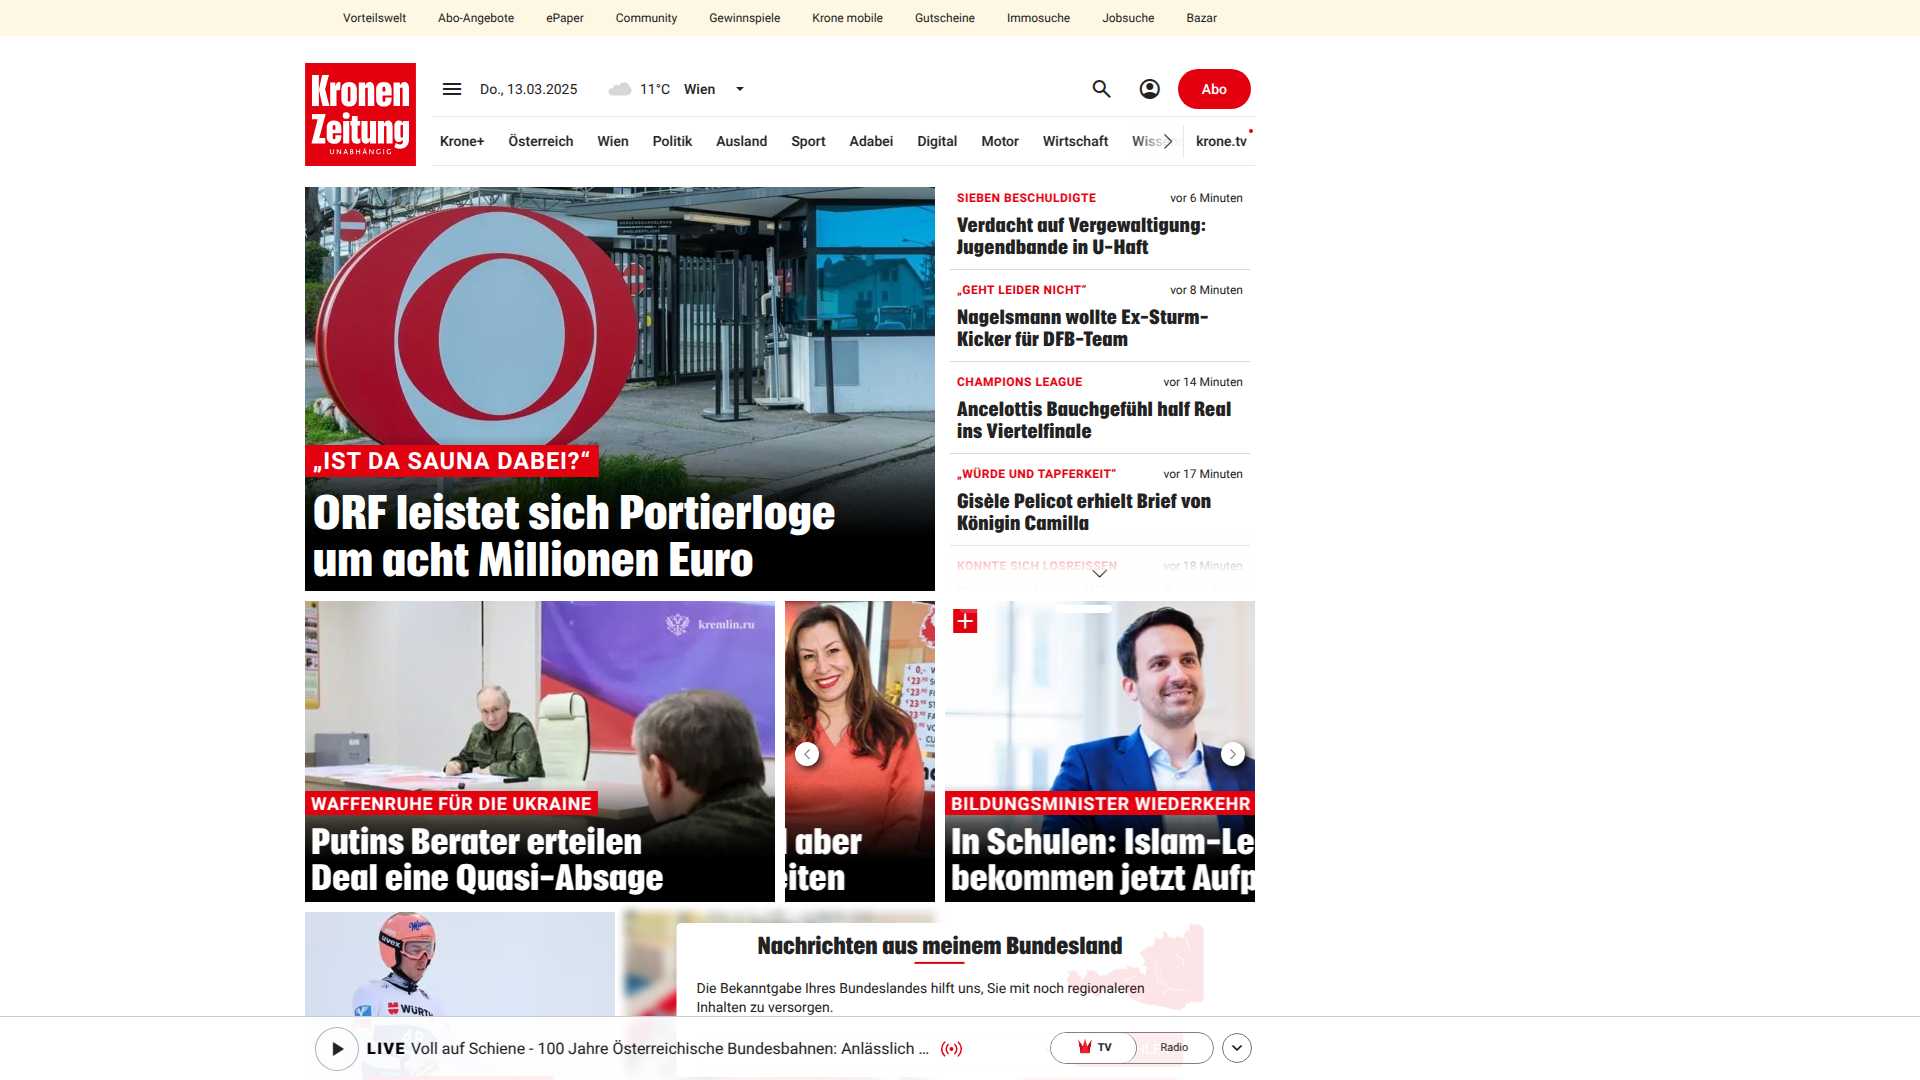 Vorteilswelt
Abo-Angebote
ePaper
Community
Gewinnspiele
Krone mobile
Gutscheine
Immosuche
Jobsuche
Bazar
Kronen
Zeitung
UNABHÄNGIG
Do., 13.03.2025
11°C Wien
Abo
Krone+
Österreich
Wien
Politik
Ausland
Sport
Adabei
Digital
Motor
Wirtschaft
krone.tv
„IST DA SAUNA DABEI?“
ORF leistet sich Portierloge
um acht Millionen Euro
SIEBEN BESCHULDIGTE
vor 6 Minuten
Verdacht auf Vergewaltigung:
Jugendbande in U-Haft
„GEHT LEIDER NICHT“
vor 8 Minuten
Nagelsmann wollte Ex-Sturm-
Kicker für DFB-Team
CHAMPIONS LEAGUE
vor 14 Minuten
Ancelottis Bauchgefühl half Real
ins Viertelfinale
„WÜRDE UND TAPFERKEIT“
vor 17 Minuten
Gisèle Pelicot erhielt Brief von
Königin Camilla
KONNTE SICH LOSREISSEN
vor 18 Minuten
kremlin.ru
WAFFENRUHE FÜR DIE UKRAINE
Putins Berater erteilen
Deal eine Quasi-Absage
aber
iten
BILDUNGSMINISTER WIEDERKEHR
In Schulen: Islam-Le
bekommen jetzt Aufp
uvex
WÜRTH
Nachrichten aus meinem Bundesland
Die Bekanntgabe Ihres Bundeslandes hilft uns, Sie mit noch regionaleren
Inhalten zu versorgen.
LIVE Voll auf Schiene - 100 Jahre Österreichische Bundesbahnen: Anlässlich ...
TV
Radio